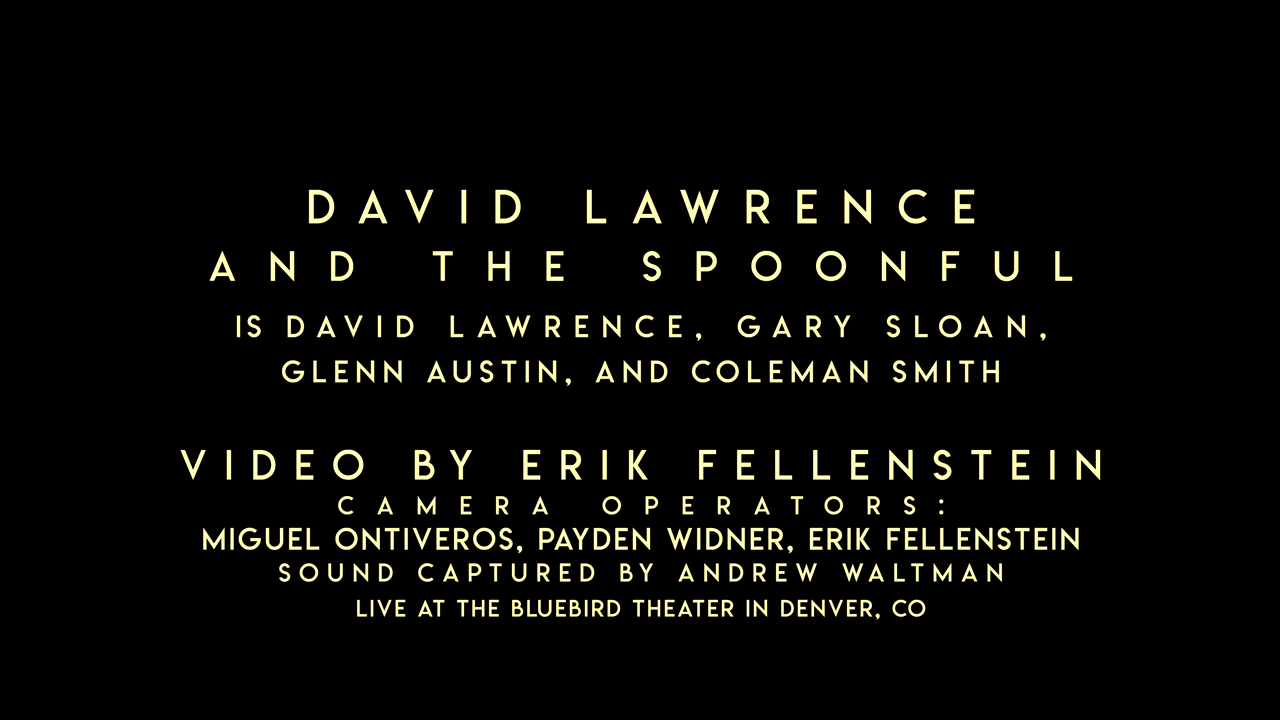 DAVID LAWRENCE
AND THE SPOONFUL
IS DAVID LAWRENCE, GARY SLOAN,
GLENN AUSTIN, AND COLEMAN SMITH
VIDEO BY ERIK FELLENSTEIN
CAMERA OPERATORS:
MIGUEL ONTIVEROS, PAYDEN WIDNER, ERIK FELLENSTEIN
SOUND CAPTURED BY ANDREW WALTMAN
LIVE AT THE BLUEBIRD THEATER IN DENVER, CO